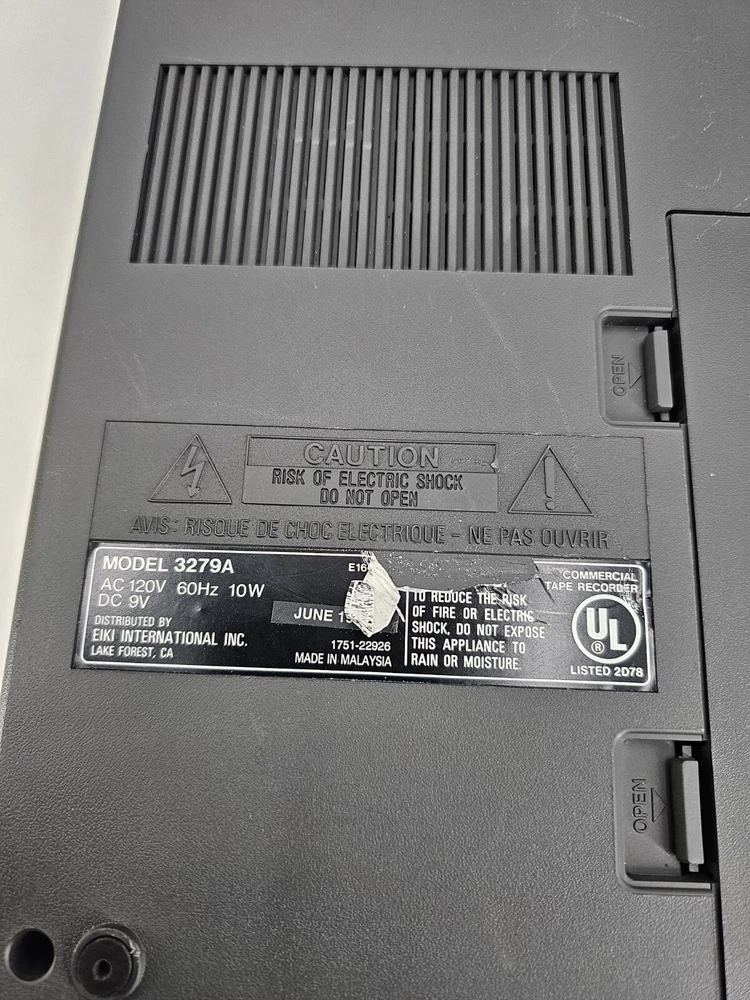 OPEN
CAUTION
RISK OF ELECTRIC SHOCK
DO NOT OPEN
AVIS: RISQUE DE CHOC ELECTRIQUE - NE PAS OUVRIR
MODEL 3279A
AC 120V 60Hz 10W
DC 9V
DISTRIBUTED BY
EIKI INTERNATIONAL INC.
LAKE FOREST, CA
JUNE
1751-22926
MADE IN MALAYSIA
TO REDUCE THE RISK
OF FIRE OR ELECTRIC
SHOCK, DO NOT EXPOSE
THIS APPLIANCE TO
RAIN OR MOISTURE.
COMMERCIAL
TAPE RECORDER
UL
®
LISTED 2D78
OPEN